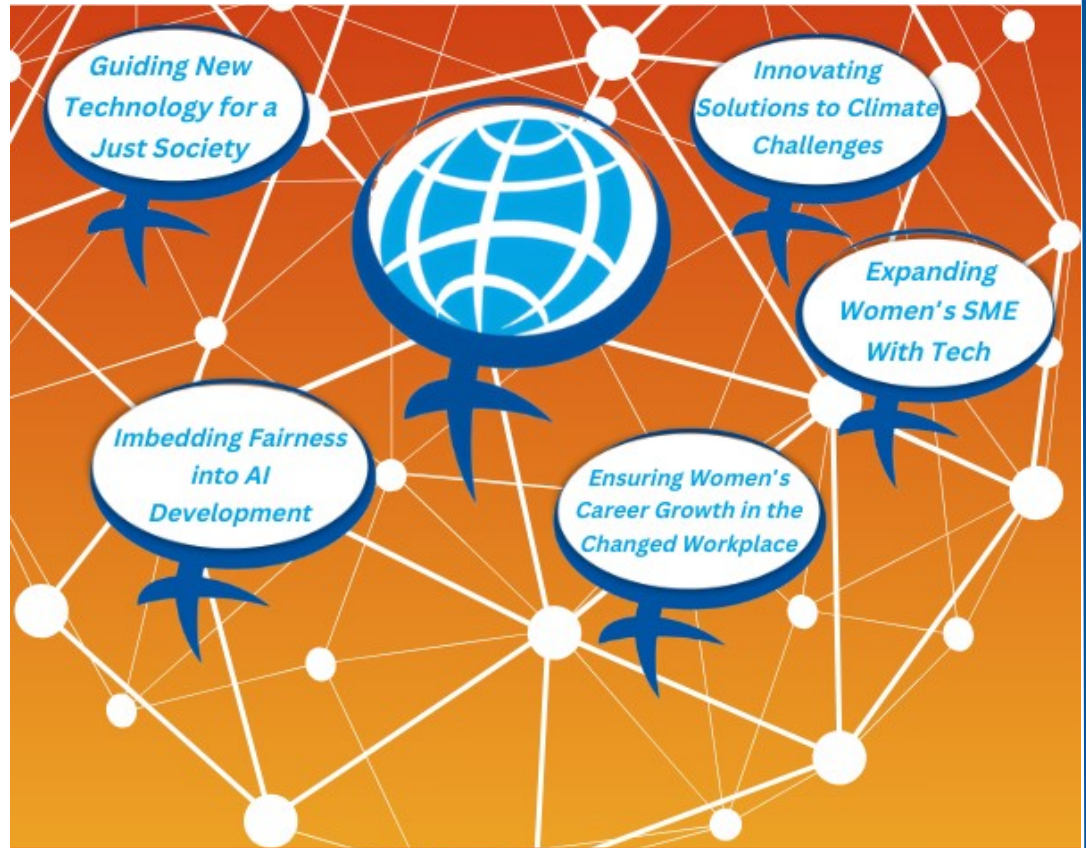 Guiding New
Technology for a
Just Society
Innovating
Solutions to Climate
Challenges
Expanding
Women's SME
With Tech
Imbedding Fairness
into AI
Development
Ensuring Women's
Career Growth in the
Changed Workplace